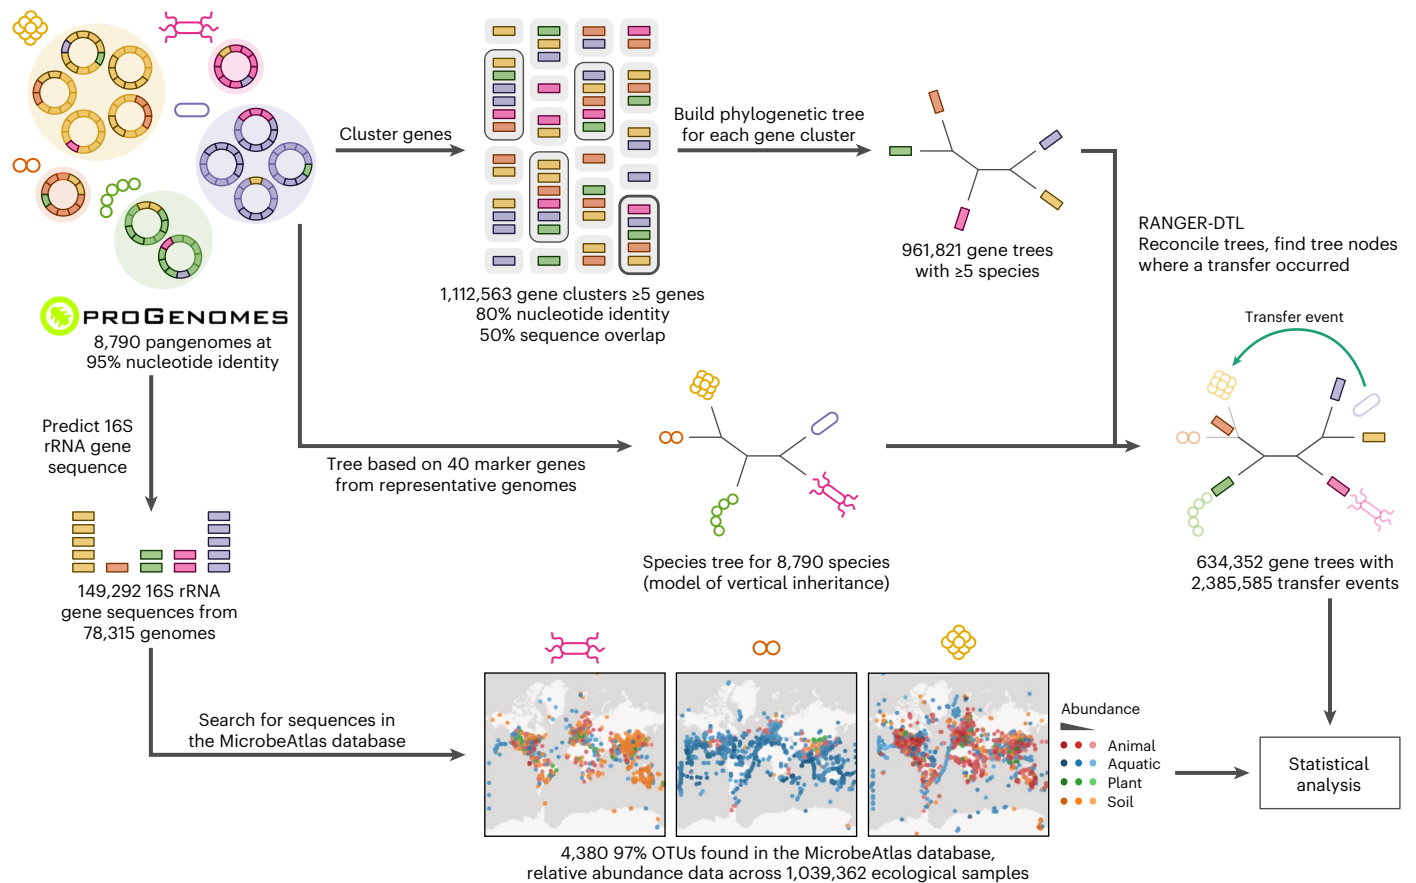 Cluster genes
Build phylogenetic tree
for each gene cluster
961,821 gene trees
with ≥5 species
RANGER-DTL
Reconcile trees, find tree nodes
where a transfer occurred
1,112,563 gene clusters ≥5 genes
80% nucleotide identity
50% sequence overlap
PROGENOMES
8,790 pangenomes at
95% nucleotide identity
Transfer event
Predict 16S
rRNA gene
sequence
Tree based on 40 marker genes
from representative genomes
Species tree for 8,790 species
(model of vertical inheritance)
634,352 gene trees with
2,385,585 transfer events
149,292 16S rRNA
gene sequences from
78,315 genomes
Search for sequences in
the MicrobeAtlas database
Abundance
Animal
Aquatic
Plant
Soil
Statistical
analysis
4,380 97% OTUs found in the MicrobeAtlas database,
relative abundance data across 1,039,362 ecological samples